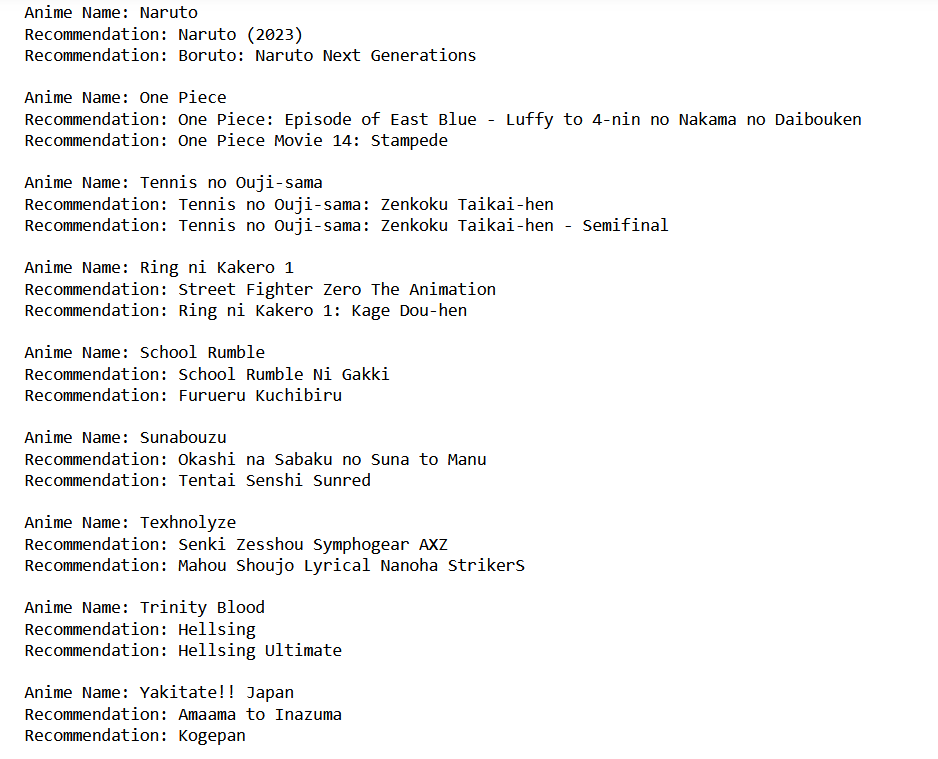 Anime Name: Naruto
Recommendation: Naruto (2023)
Recommendation: Boruto: Naruto Next Generations
Anime Name: One Piece
Recommendation: One Piece: Episode of East Blue - Luffy to 4-nin no Nakama no Daibouken
Recommendation: One Piece Movie 14: Stampede
Anime Name: Tennis no Ouji-sama
Recommendation: Tennis no Ouji-sama: Zenkoku Taikai-hen
Recommendation: Tennis no Ouji-sama: Zenkoku Taikai-hen - Semifinal
Anime Name: Ring ni Kakero 1
Recommendation: Street Fighter Zero The Animation
Recommendation: Ring ni Kakero 1: Kage Dou-hen
Anime Name: School Rumble
Recommendation: School Rumble Ni Gakki
Recommendation: Furueru Kuchibiru
Anime Name: Sunabouzu
Recommendation: Okashi na Sabaku no Suna to Manu
Recommendation: Tentai Senshi Sunred
Anime Name: Texhnolyze
Recommendation: Senki Zesshou Symphogear AXZ
Recommendation: Mahou Shoujo Lyrical Nanoha StrikerS
Anime Name: Trinity Blood
Recommendation: Hellsing
Recommendation: Hellsing Ultimate
Anime Name: Yakitate!! Japan
Recommendation: Amaama to Inazuma
Recommendation: Kogepan